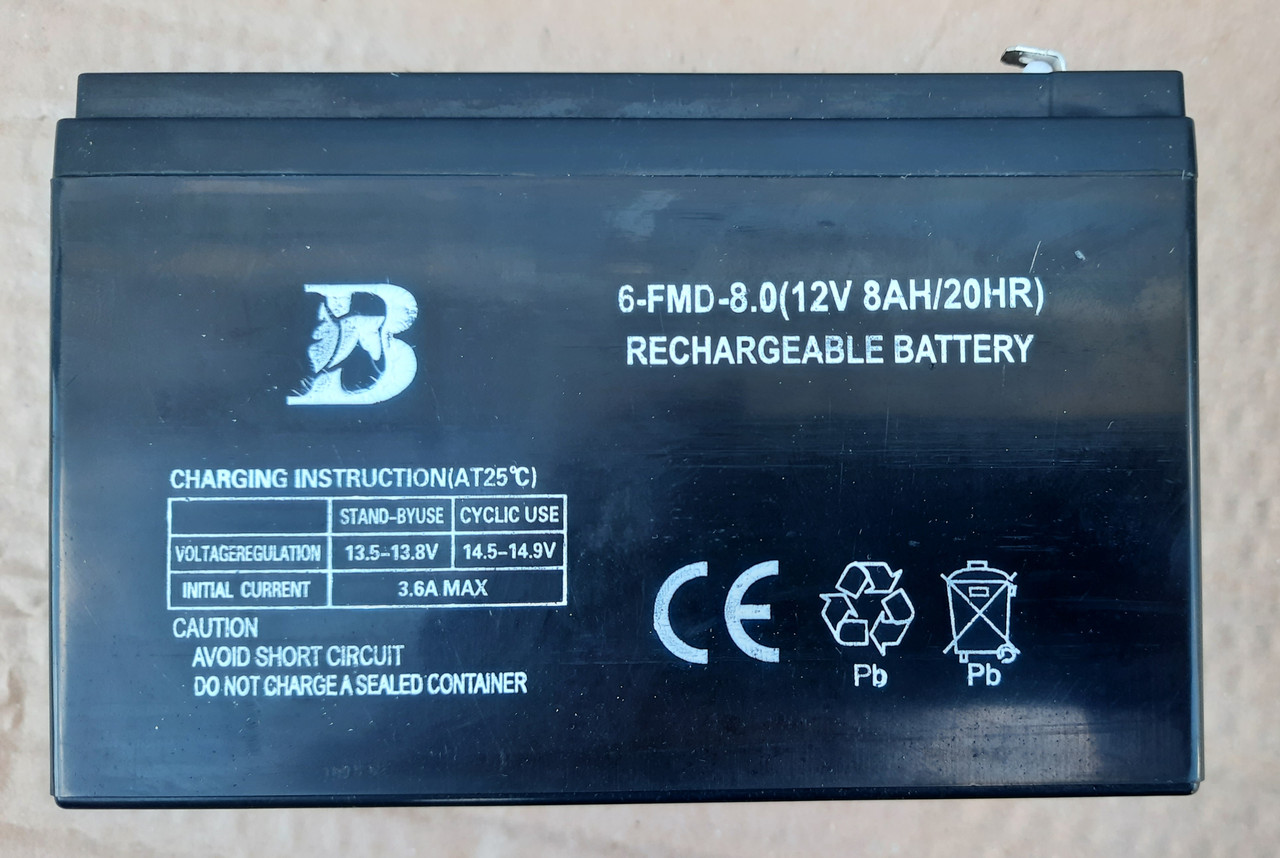 B
6-FMD-8.0(12V 8AH/20HR)
RECHARGEABLE BATTERY
CHARGING INSTRUCTION(AT25℃)
STAND-BYUSE CYCLIC USE
VOLTAGEREGULATION 13.5-13.8V 14.5-14.9V
INITIAL CURRENT 3.6A MAX
CAUTION
AVOID SHORT CIRCUIT
DO NOT CHARGE A SEALED CONTAINER
CE
Pb Pb